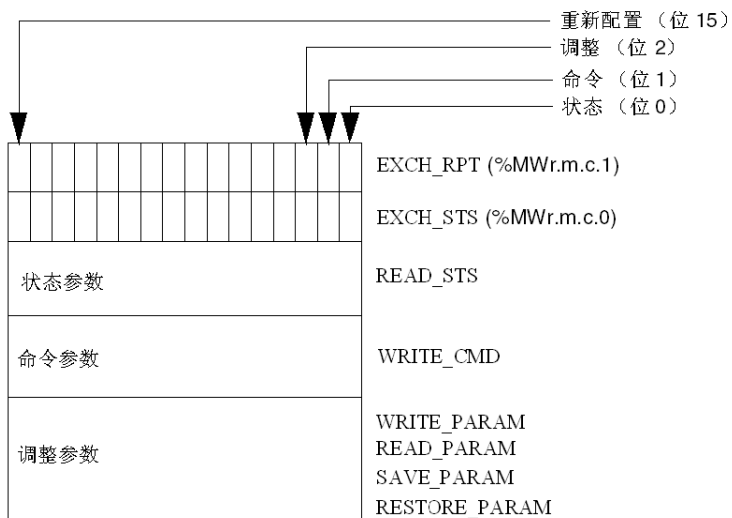 重新配置 （位 15）
调整 （位 2）
命令 （位 1）
状态 （位 0）
EXCH_RPT (%MWr.m.c.1)
EXCH_STS (%MWr.m.c.0)
状态参数 READ_STS
命令参数 WRITE_CMD
WRITE_PARAM
调整参数 READ_PARAM
SAVE_PARAM
RESTORE_PARAM